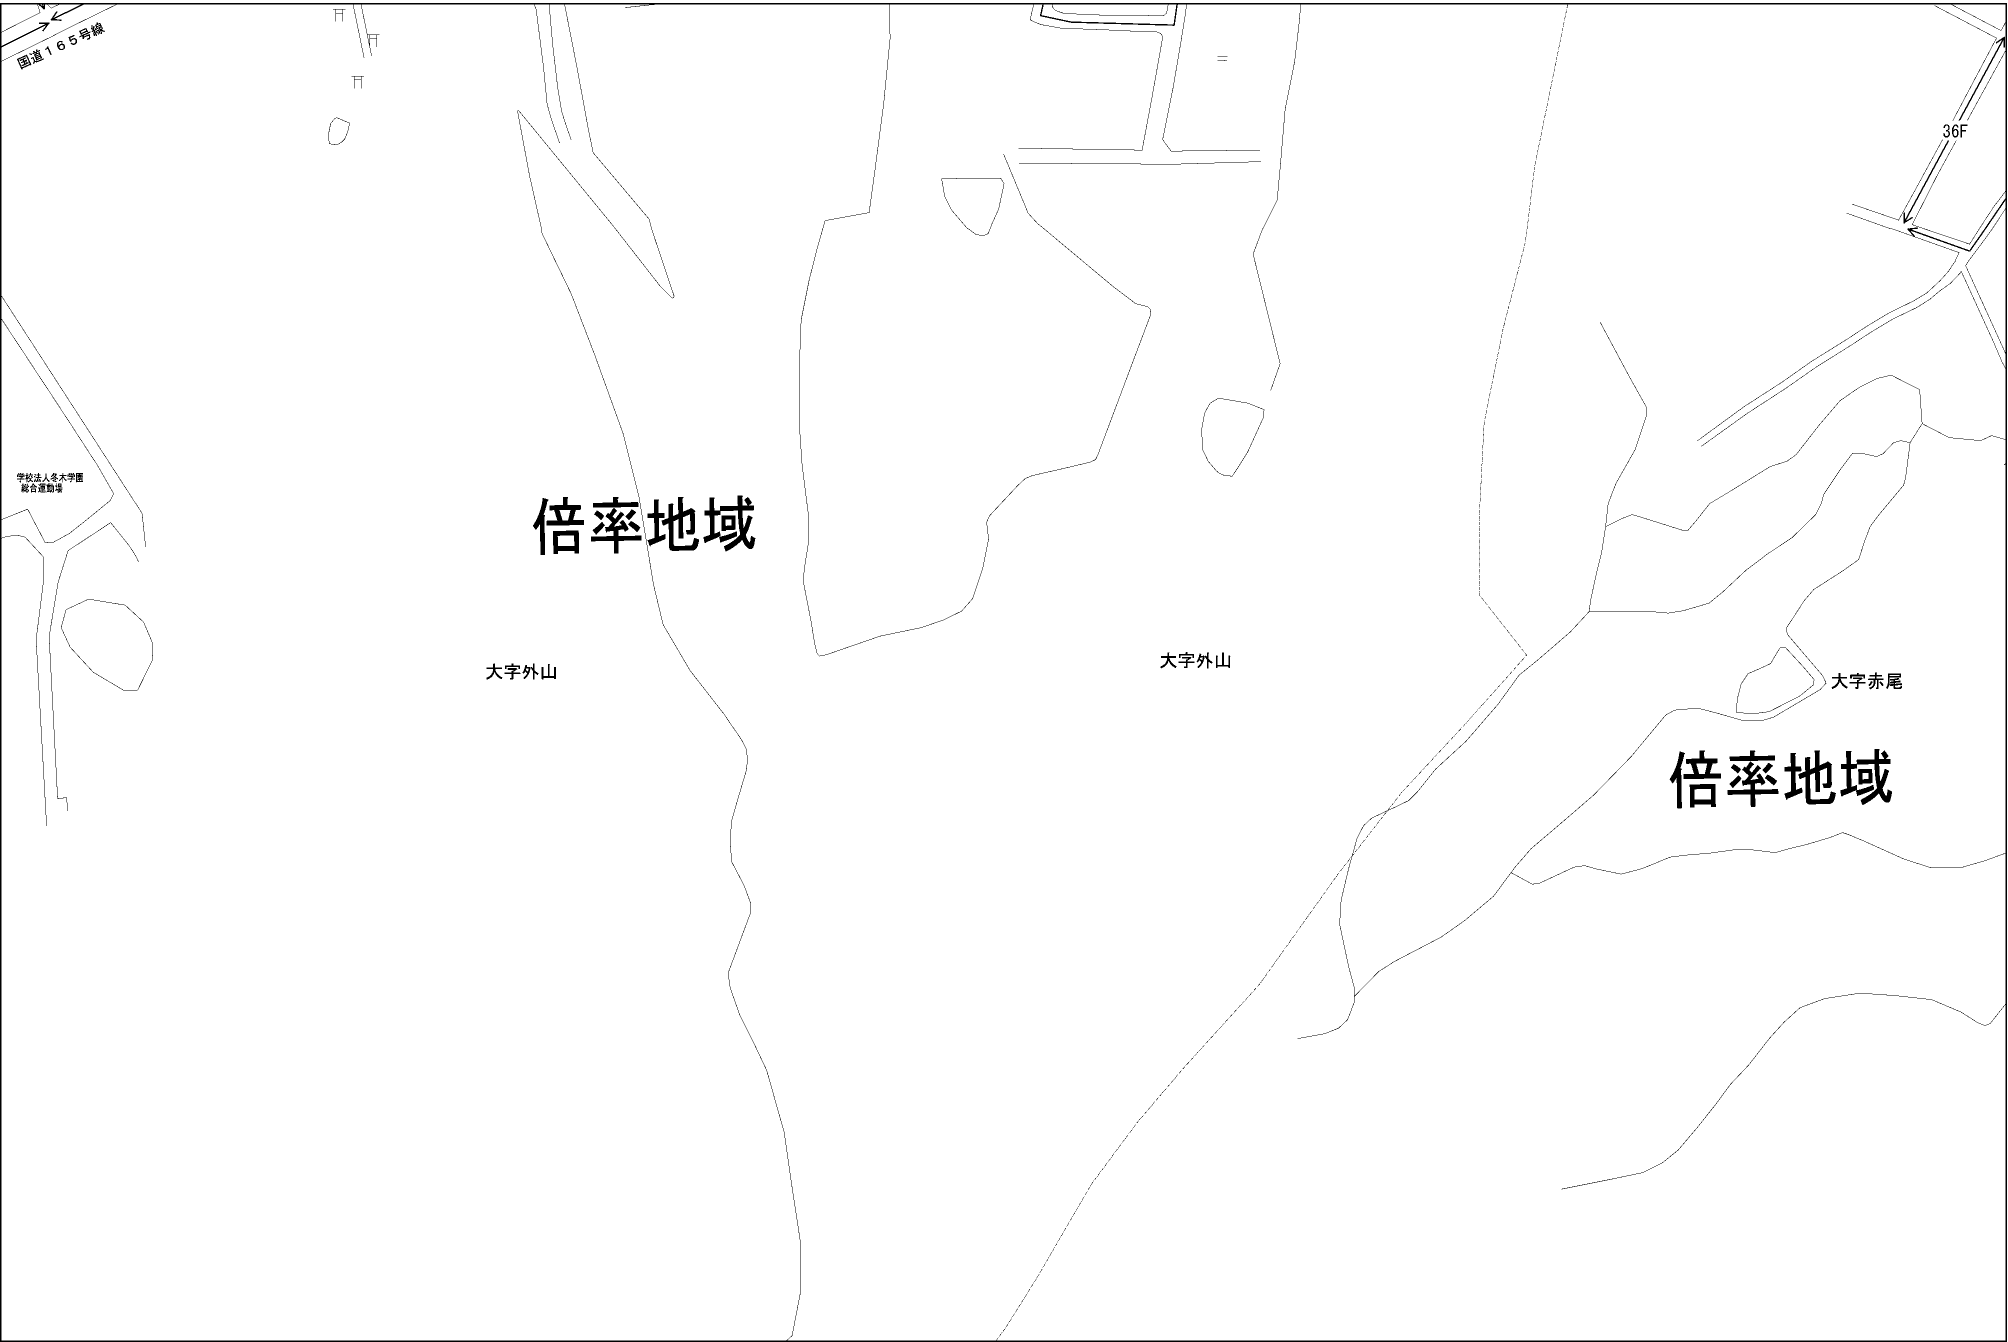 国道165号線
36F
学校法人冬木学園
総合運動場
倍率地域
大字外山
大字外山
大字赤尾
倍率地域